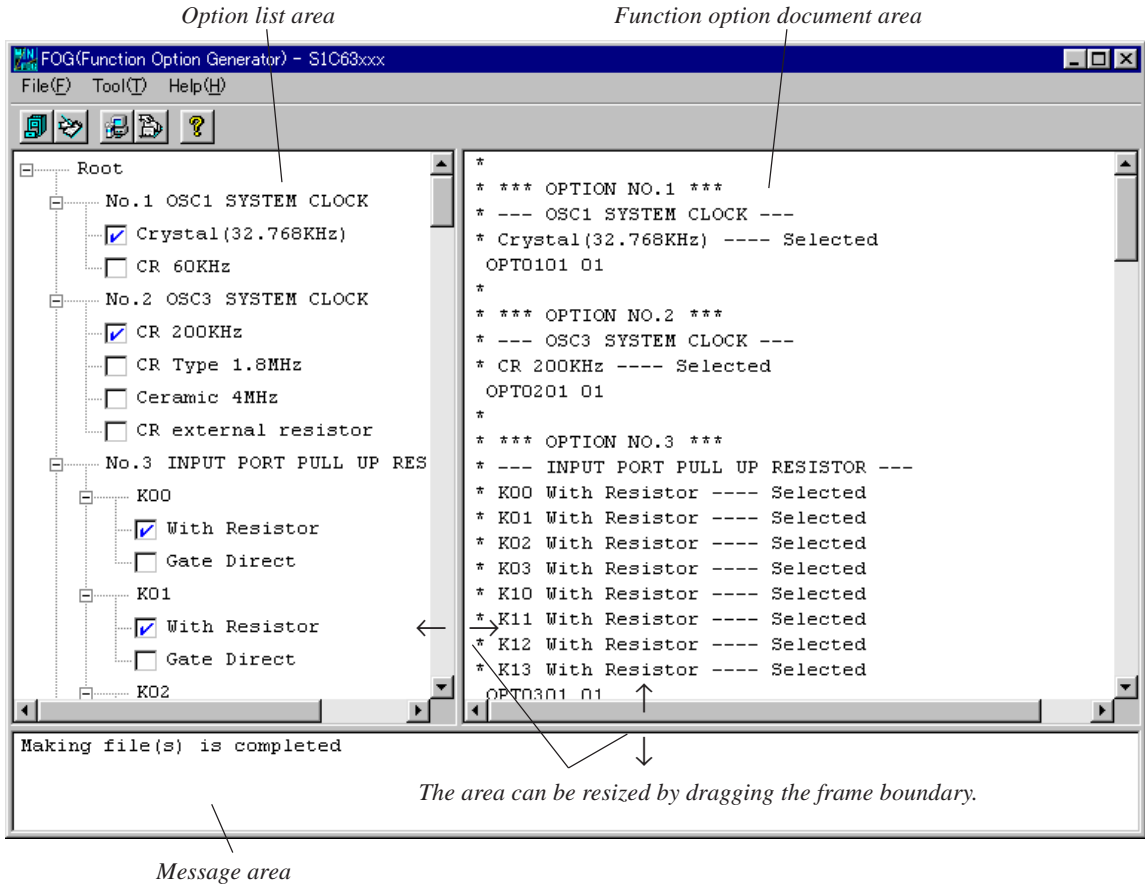 Option list area
Function option document area
FOG(Function Option Generator) - S1C63xxx
File(F) Tool(T) Help(H)
Root
No.1 OSC1 SYSTEM CLOCK
Crystal(32.768KHz)
CR 60KHz
No.2 OSC3 SYSTEM CLOCK
CR 200KHz
CR Type 1.8MHz
Ceramic 4MHz
CR external resistor
No.3 INPUT PORT PULL UP RES
K00
With Resistor
Gate Direct
K01
With Resistor
Gate Direct
K02
*
* *** OPTION NO.1 ***
* --- OSC1 SYSTEM CLOCK ---
* Crystal(32.768KHz) ---- Selected
OPT0101 01
*
* *** OPTION NO.2 ***
* --- OSC3 SYSTEM CLOCK ---
* CR 200KHz ---- Selected
OPT0201 01
*
* *** OPTION NO.3 ***
* --- INPUT PORT PULL UP RESISTOR ---
* K00 With Resistor ---- Selected
* K01 With Resistor ---- Selected
* K02 With Resistor ---- Selected
* K03 With Resistor ---- Selected
* K10 With Resistor ---- Selected
* K11 With Resistor ---- Selected
* K12 With Resistor ---- Selected
* K13 With Resistor ---- Selected
OPT0301 01
Making file(s) is completed
The area can be resized by dragging the frame boundary.
Message area